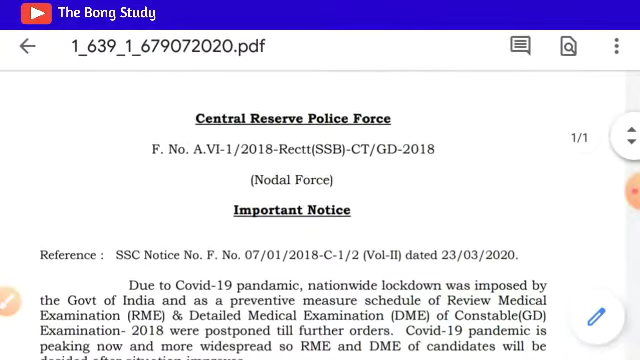 The Bong Study
1_639_1_679072020.pdf
Central Reserve Police Force
1/1
F. No. A.VI-1/2018-Rectt(SSB)-CT/GD-2018
(Nodal Force)
Important Notice
Reference : SSC Notice No. F. No. 07/01/2018-C-1/2 (Vol-II) dated 23/03/2020.
Due to Covid-19 pandamic, nationwide lockdown was imposed by
the Govt of India and as a preventive measure schedule of Review Medical
Examination (RME) & Detailed Medical Examination (DME) of Constable(GD)
Examination- 2018 were postponed till further orders. Covid-19 pandemic is
peaking now and more widespread so RME and DME of candidates will be
decided after situation improves